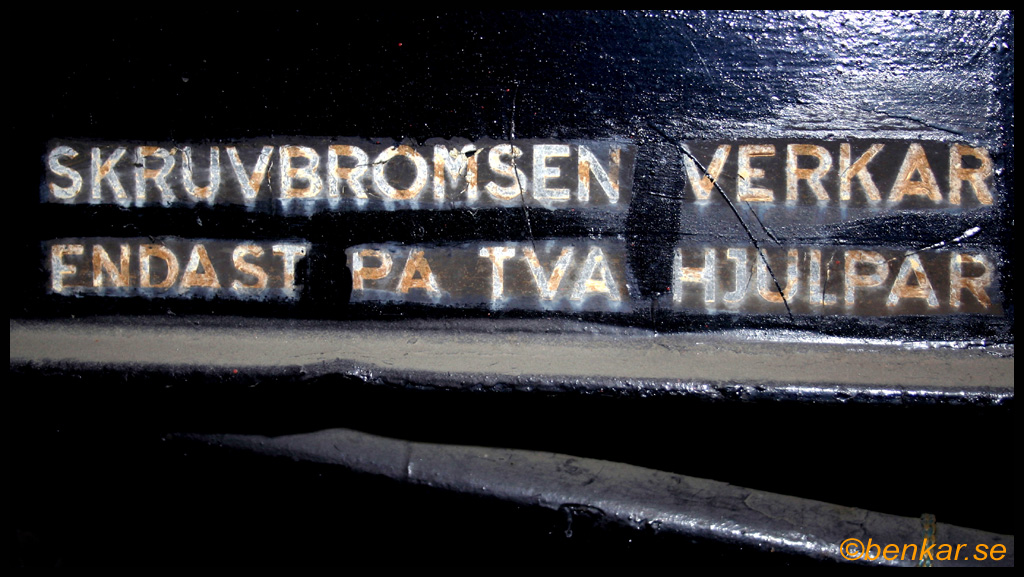 SKRUVBROMSEN VERKAR
ENDAST PA TVA HJULPAR
©benkar.se